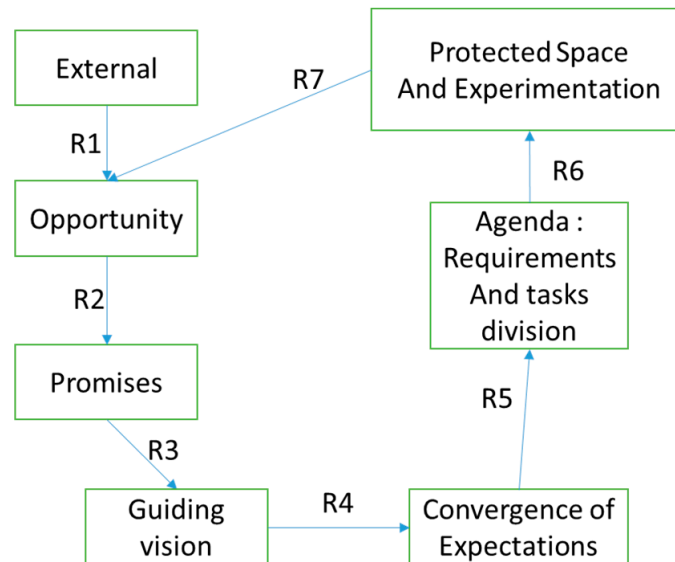 External
Protected Space
And Experimentation
R7
R1
R6
Opportunity
Agenda :
Requirements
And tasks
division
R2
Promises
R5
R3
Guiding
vision
R4
Convergence of
Expectations